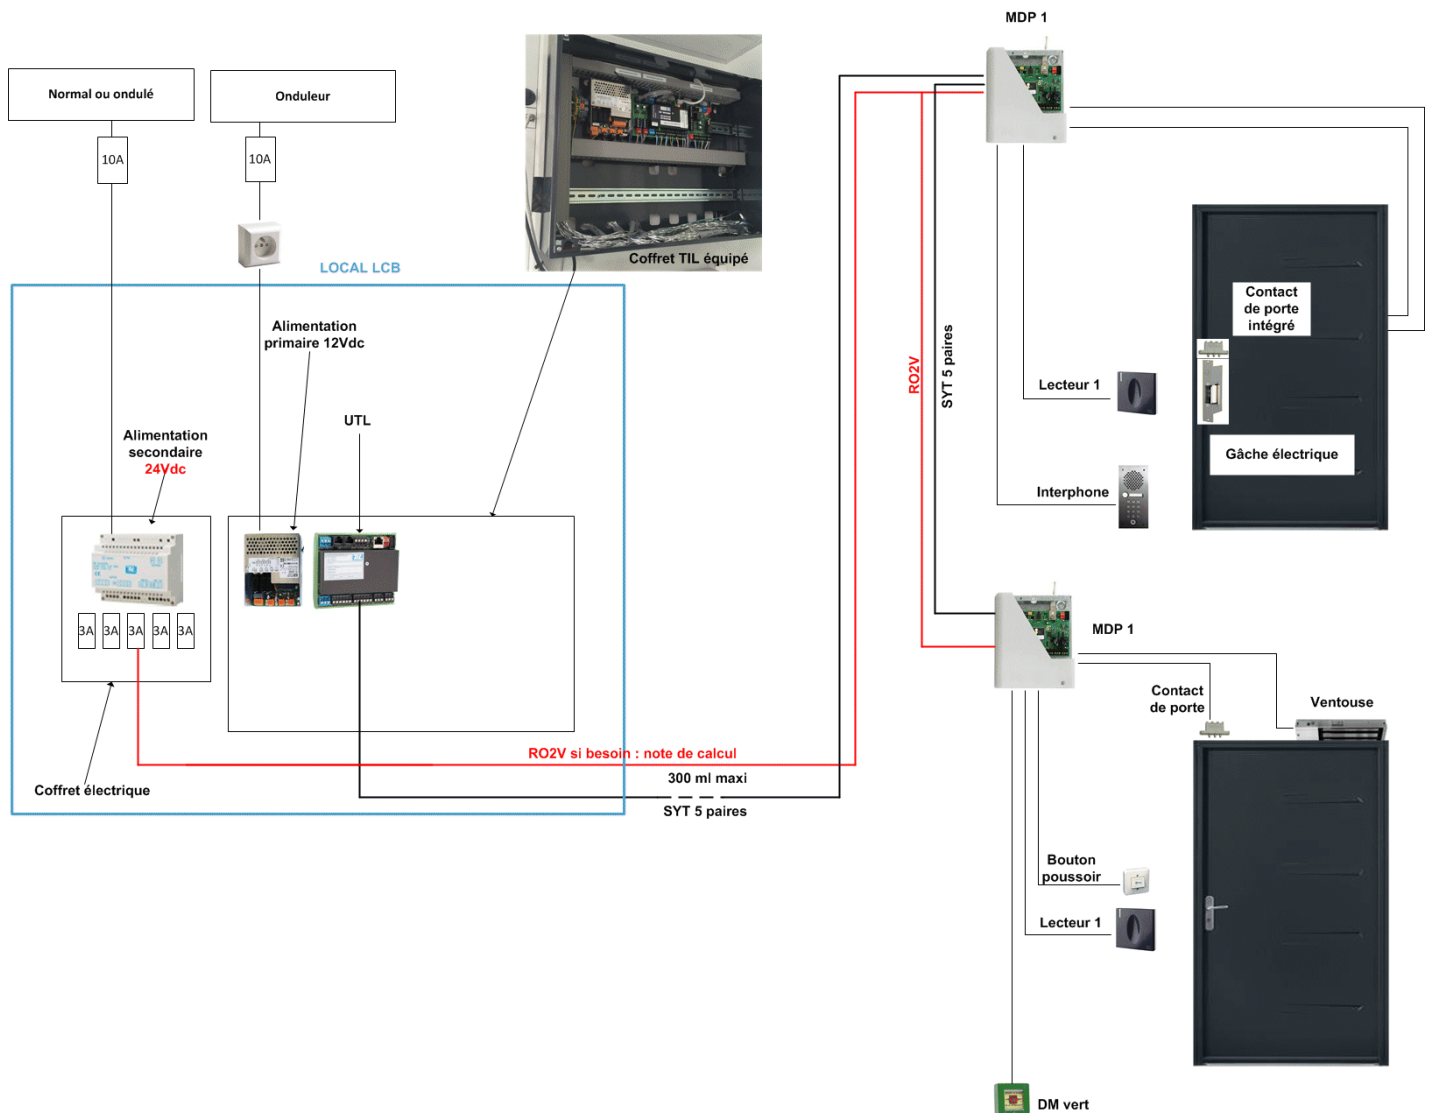 MDP 1
Normal ou ondulé
Onduleur
10A
10A
Coffret TIL équipé
LOCAL LCB
Alimentation
primaire 12Vdc
UTL
Alimentation
secondaire
24Vdc
3A
3A
3A
3A
3A
Coffret électrique
RO2V si besoin : note de calcul
300 ml maxi
SYT 5 paires
RO2V
SYT 5 paires
Contact
de porte
intégré
Lecteur 1
Gâche électrique
Interphone
MDP 1
Contact
de porte
Ventouse
Bouton
poussoir
Lecteur 1
DM vert